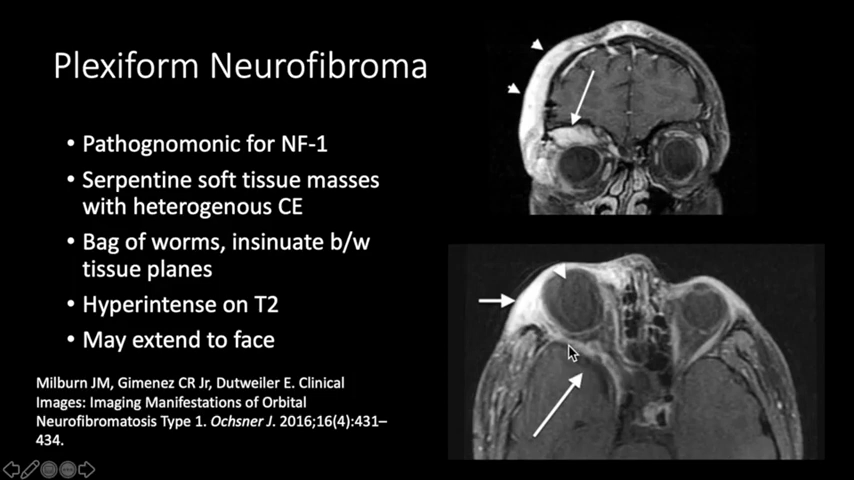 Plexiform Neurofibroma
• Pathognomonic for NF-1
• Serpentine soft tissue masses
with heterogenous CE
• Bag of worms, insinuate b/w
tissue planes
• Hyperintense on T2
• May extend to face
Milburn JM, Gimenez CR Jr, Dutweiler E. Clinical
Images: Imaging Manifestations of Orbital
Neurofibromatosis Type 1. Ochsner J. 2016;16(4):431–
434.